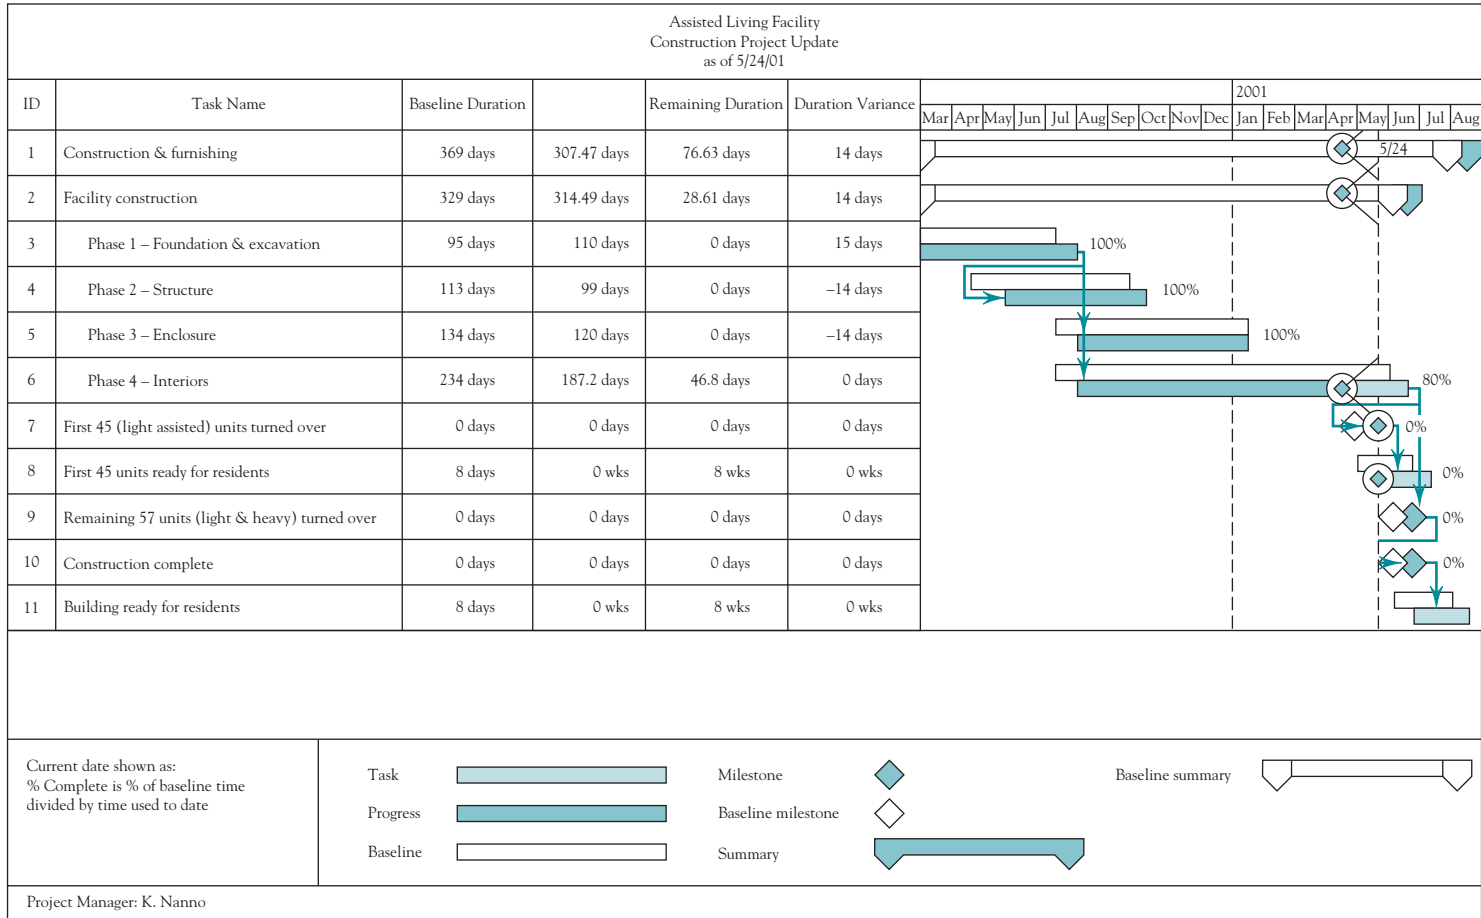 Assisted Living Facility
Construction Project Update
as of 5/24/01
ID Task Name Baseline Duration Remaining Duration Duration Variance
2001
Mar Apr May Jun Jul Aug Sep Oct Nov Dec Jan Feb Mar Apr May Jun Jul Aug
1 Construction & furnishing 369 days 307.47 days 76.63 days 14 days 5/24
2 Facility construction 329 days 314.49 days 28.61 days 14 days
3 Phase 1 – Foundation & excavation 95 days 110 days 0 days 15 days 100%
4 Phase 2 – Structure 113 days 99 days 0 days –14 days 100%
5 Phase 3 – Enclosure 134 days 120 days 0 days –14 days 100%
6 Phase 4 – Interiors 234 days 187.2 days 46.8 days 0 days 80%
7 First 45 (light assisted) units turned over 0 days 0 days 0 days 0 days 0%
8 First 45 units ready for residents 8 days 0 wks 8 wks 0 wks 0%
9 Remaining 57 units (light & heavy) turned over 0 days 0 days 0 days 0 days 0%
10 Construction complete 0 days 0 days 0 days 0 days 0%
11 Building ready for residents 8 days 0 wks 8 wks 0 wks
Current date shown as:
% Complete is % of baseline time
divided by time used to date
Task Milestone Baseline summary
Progress Baseline milestone
Baseline Summary
Project Manager: K. Nanno